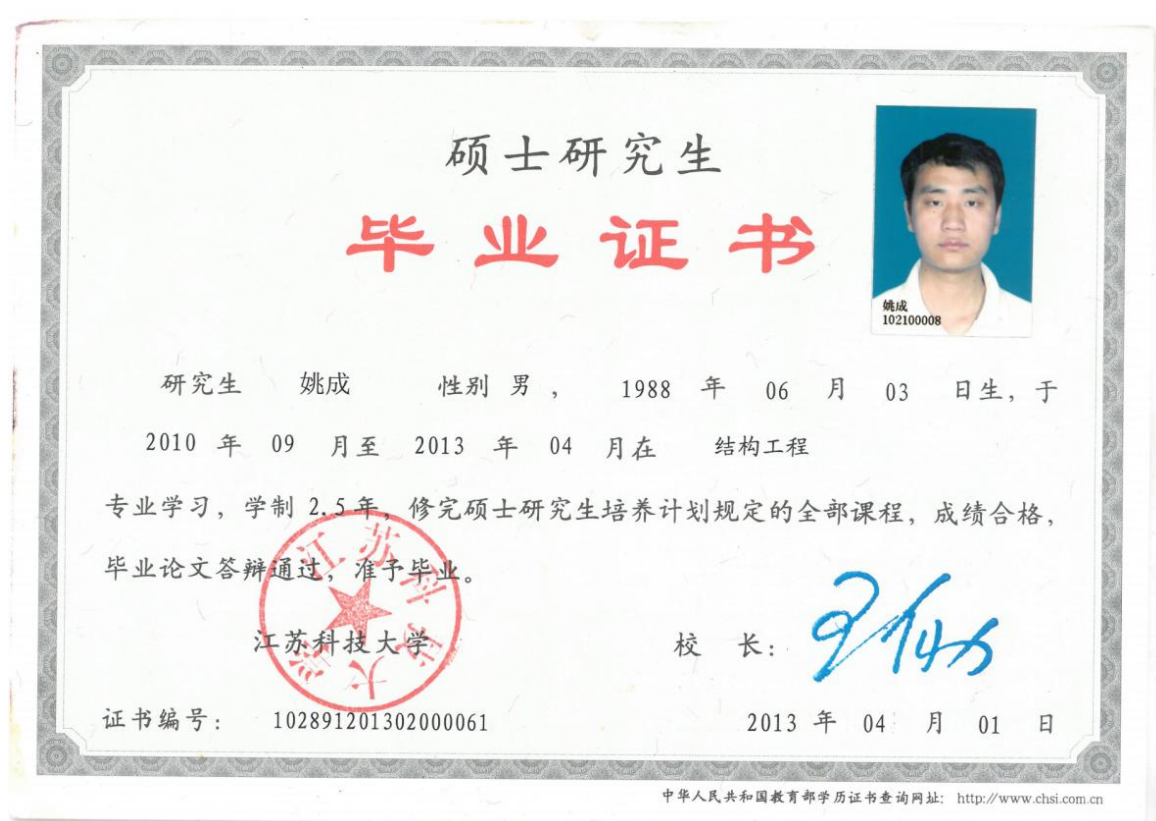 硕士研究生
毕业证书
姚成
102100008
研究生 姚成 性别 男 , 1988 年 06 月 03 日生, 于
2010 年 09 月至 2013 年 04 月在 结构工程
专业学习, 学制 2.5 年, 修完硕士研究生培养计划规定的全部课程, 成绩合格,
毕业论文答辩通过, 准予毕业。
江苏科技大学
江苏科技大学
校 长:
证书编号: 102891201302000061
2013 年 04 月 01 日
中华人民共和国教育部学历证书查询网址: http://www.chsi.com.cn